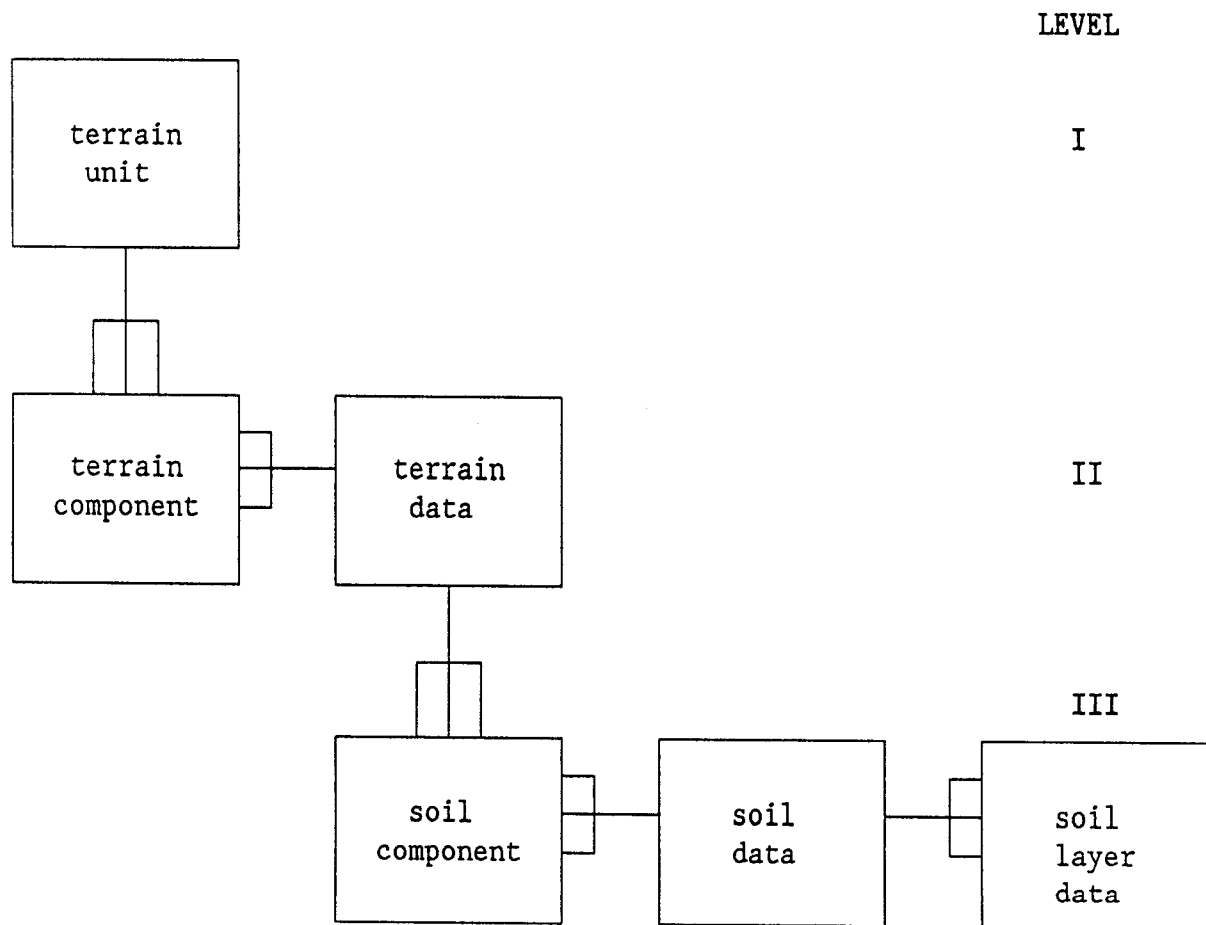 LEVEL
terrain
unit
I
terrain
component
terrain
data
II
III
soil
component
soil
data
soil
layer
data